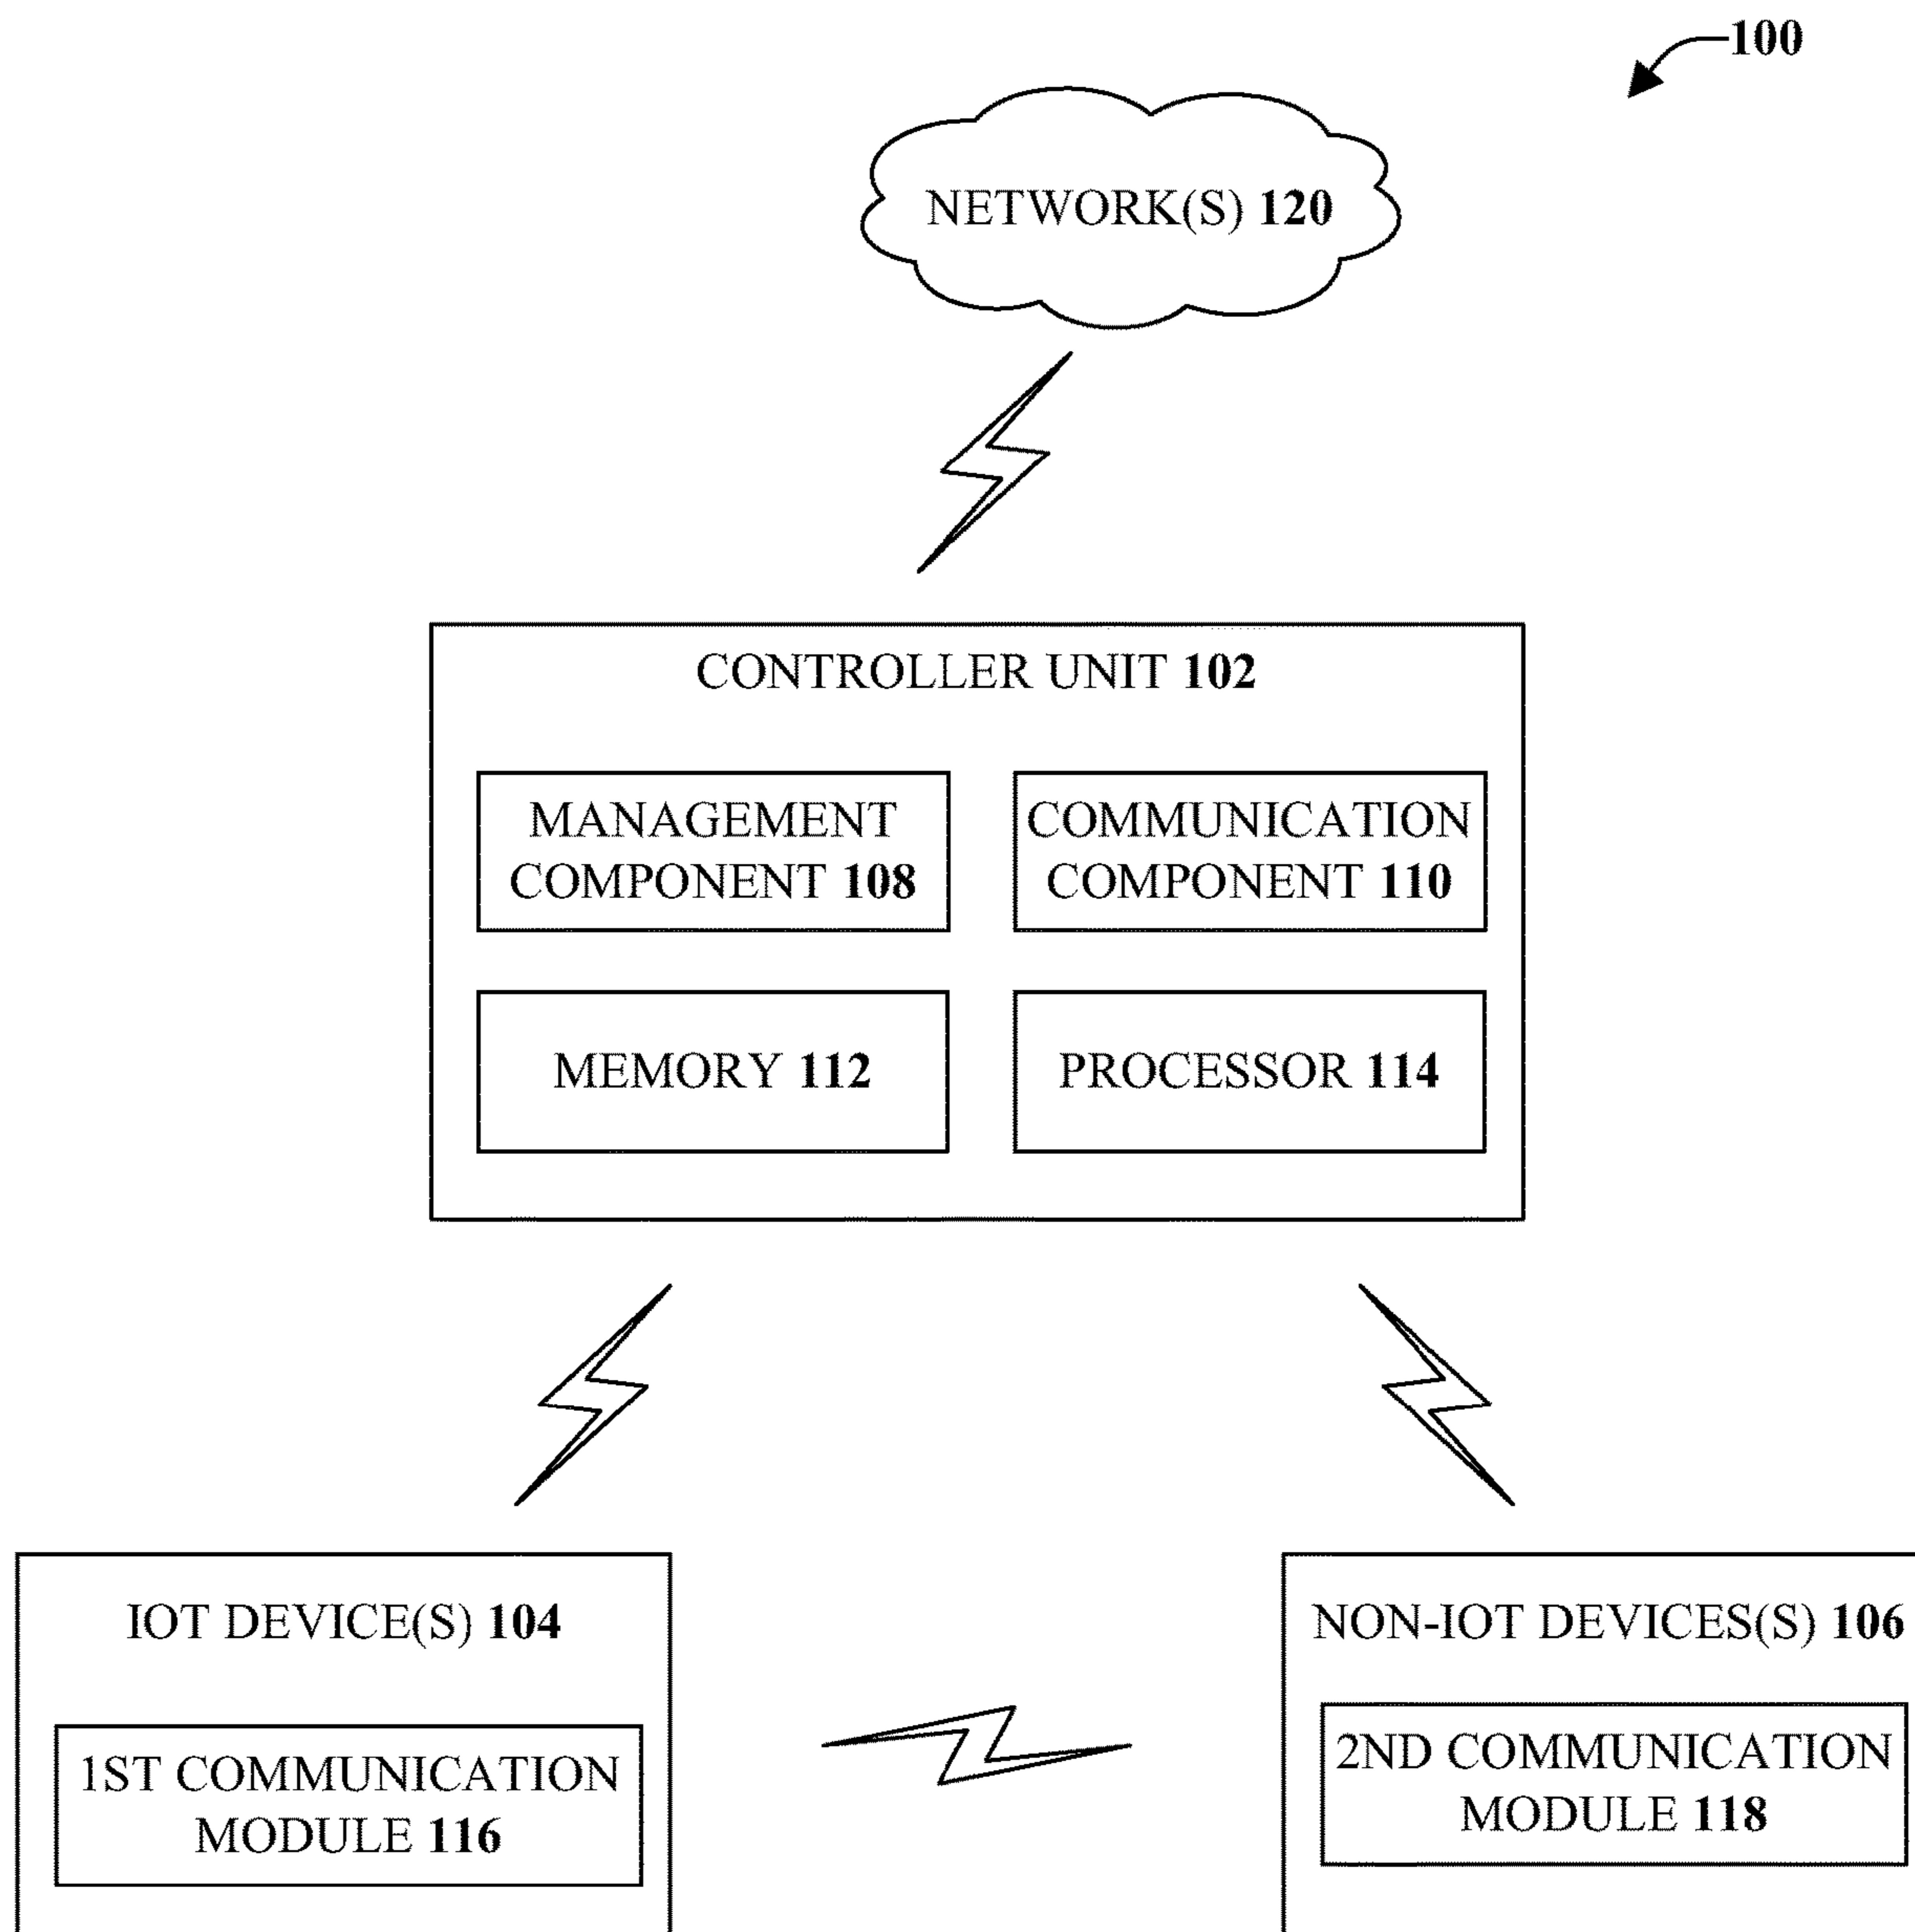 100
NETWORK(S) 120
CONTROLLER UNIT 102
MANAGEMENT
COMPONENT 108
COMMUNICATION
COMPONENT 110
MEMORY 112
PROCESSOR 114
IOT DEVICE(S) 104
1ST COMMUNICATION
MODULE 116
NON-IOT DEVICES(S) 106
2ND COMMUNICATION
MODULE 118